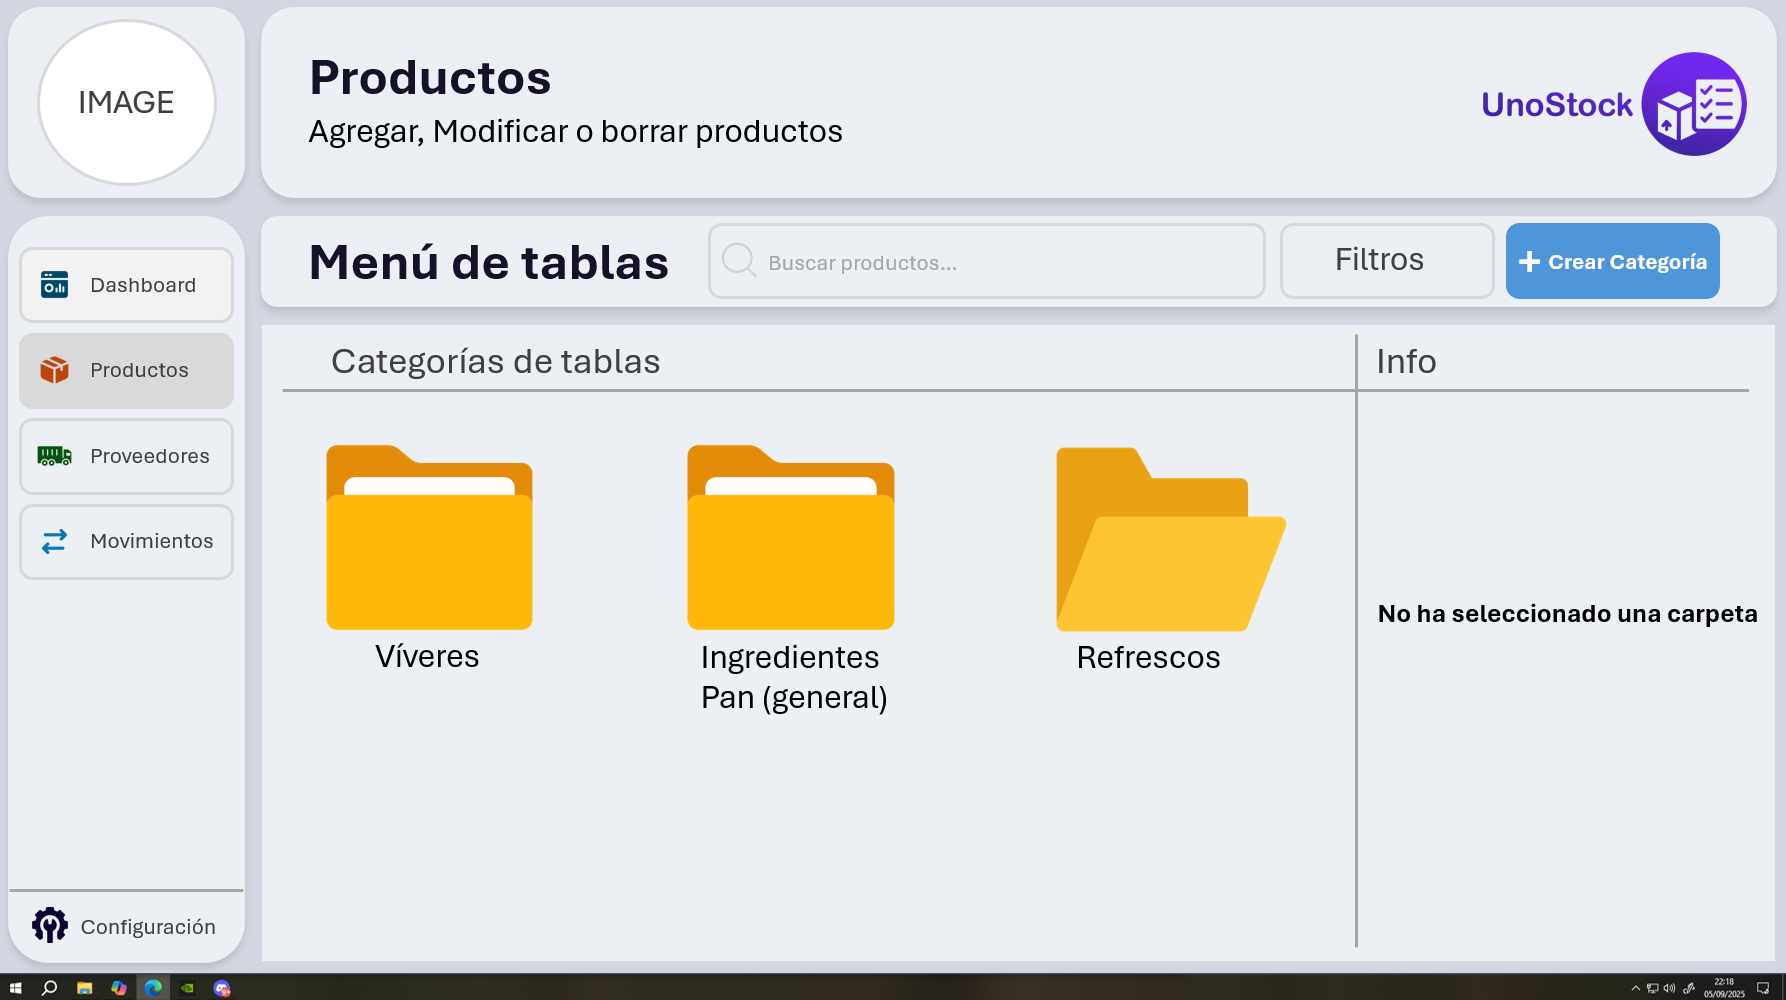 IMAGE
Productos
Agregar, Modificar o borrar productos
UnoStock
Dashboard
Productos
Proveedores
Movimientos
Configuración
Menú de tablas
Buscar productos...
Filtros
+ Crear Categoría
Categorías de tablas
Info
Víveres
Ingredientes
Pan (general)
Refrescos
No ha seleccionado una carpeta
22:18
05/09/2025